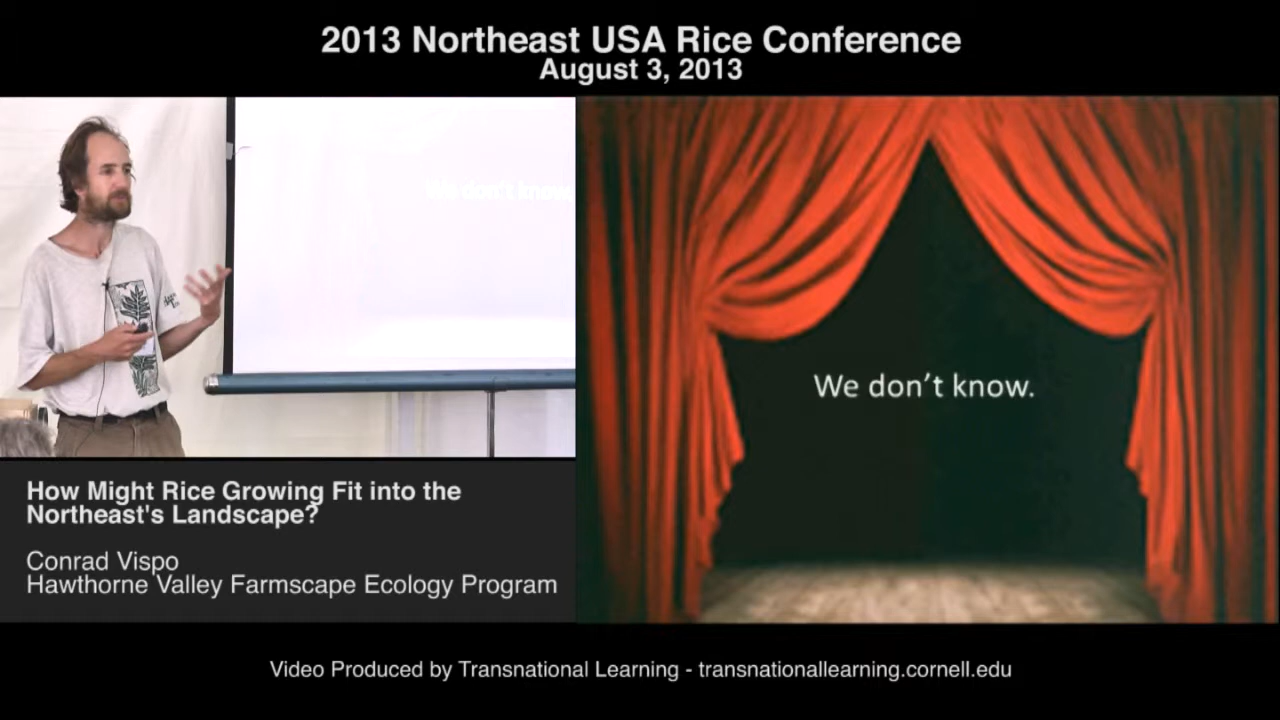 2013 Northeast USA Rice Conference
August 3, 2013
We don't know.
We don't know.
How Might Rice Growing Fit into the
Northeast's Landscape?
Conrad Vispo
Hawthorne Valley Farmscape Ecology Program
Video Produced by Transnational Learning - transnationallearning.cornell.edu